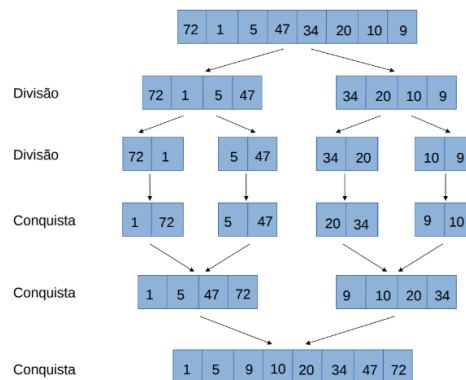 72 1 5 47 34 20 10 9
Divisão 72 1 5 47 34 20 10 9
Divisão 72 1 5 47 34 20 10 9
Conquista 1 72 5 47 20 34 9 10
Conquista 1 5 47 72 9 10 20 34
Conquista 1 5 9 10 20 34 47 72